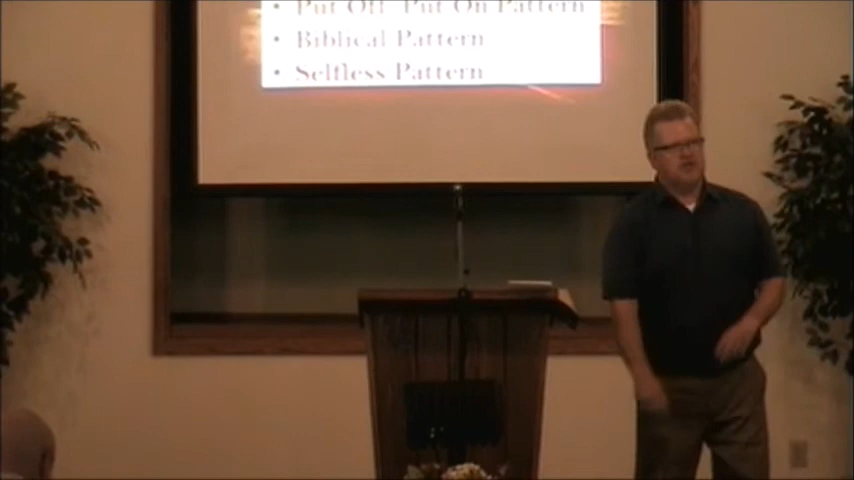 • Put Off Put On Pattern
• Biblical Pattern
• Selfless Pattern